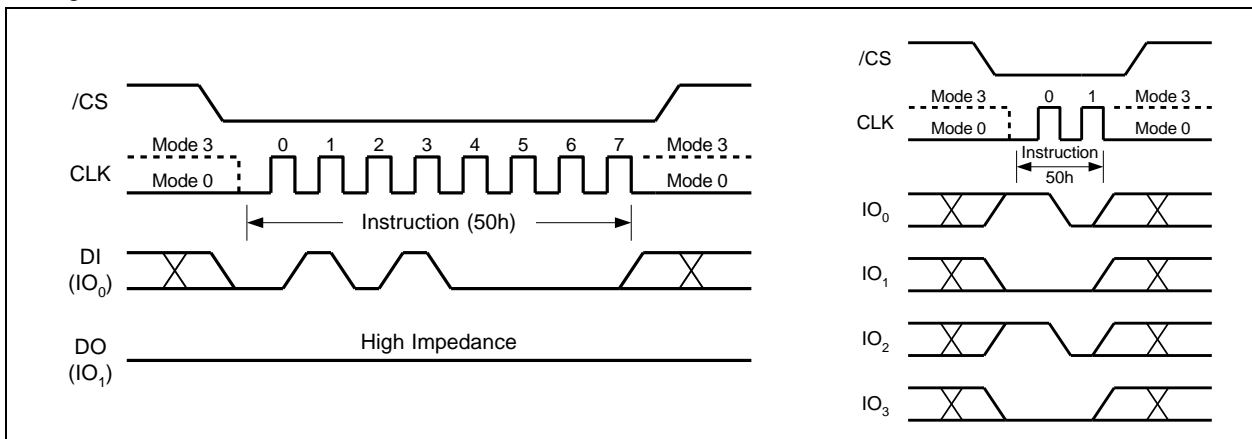 /CS
Mode 3 0 1 2 3 4 5 6 7 Mode 3
CLK
Mode 0 Mode 0
Instruction (50h)
DI
(IO0)
High Impedance
DO
(IO1)
/CS
Mode 3 0 1 Mode 3
CLK
Mode 0 Mode 0
Instruction
50h
IO0
IO1
IO2
IO3